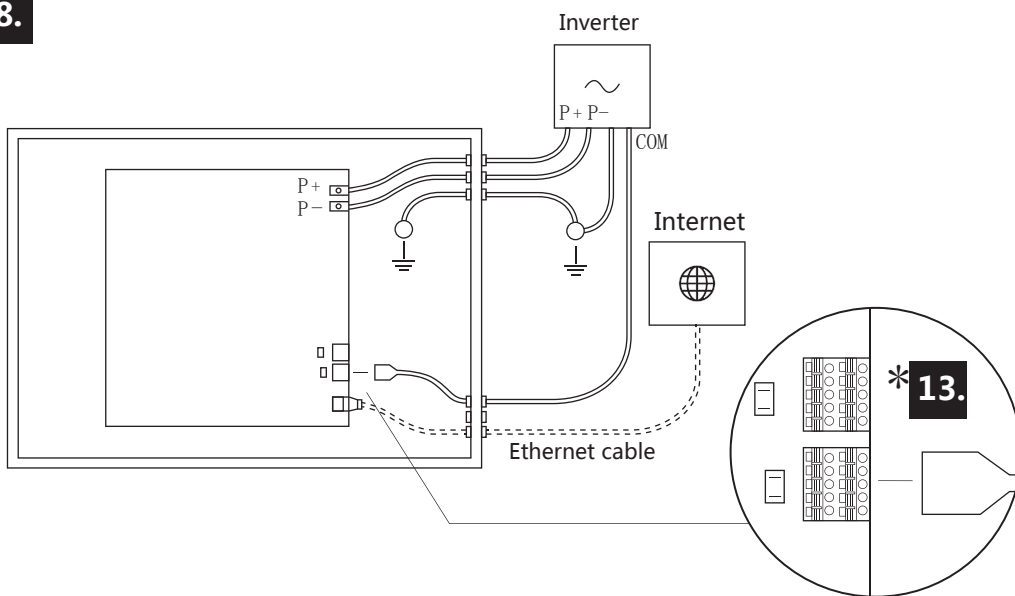 8.
Inverter
P+ P−
COM
P+
P−
Internet
Ethernet cable
*13.